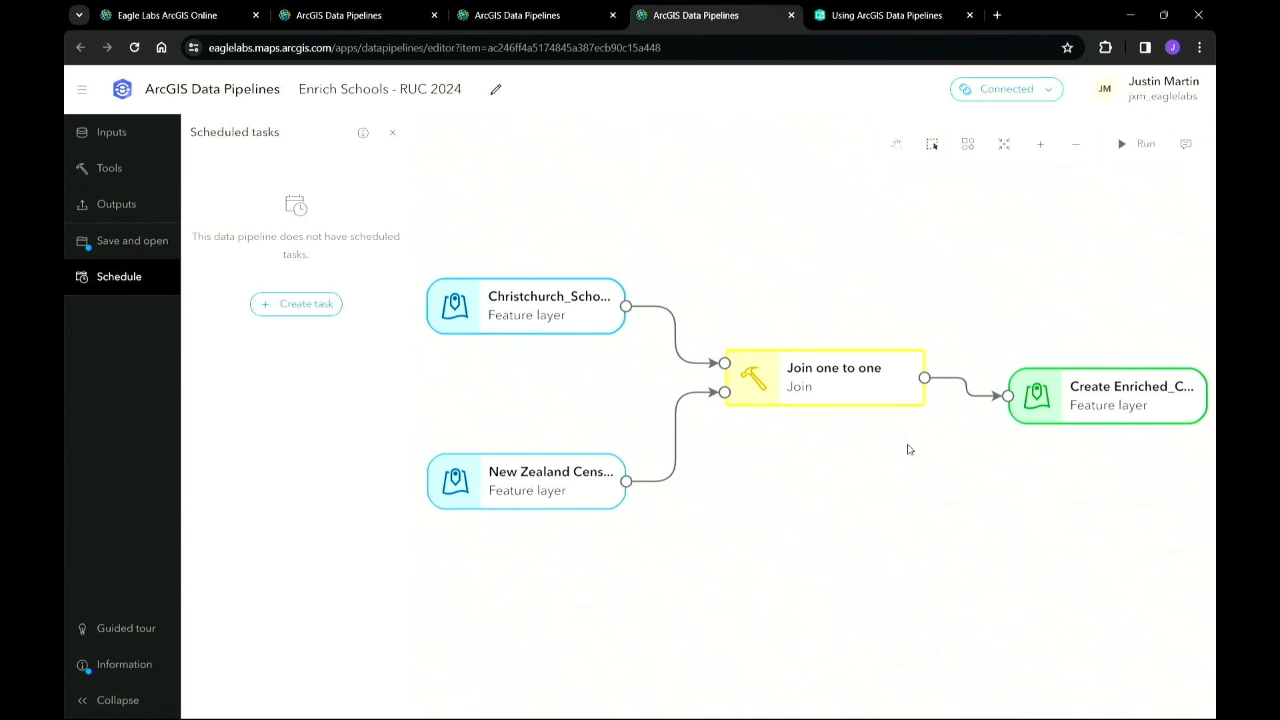 Eagle Labs ArcGIS Online
ArcGIS Data Pipelines
ArcGIS Data Pipelines
ArcGIS Data Pipelines
Using ArcGIS Data Pipelines
eaglelabs.maps.arcgis.com/apps/datapipelines/editor?item=ac246ff4a5174845a387ecb90c15a448
J
ArcGIS Data Pipelines
Enrich Schools - RUC 2024
Connected
JM
Justin Martin
jxm_eaglelabs
Inputs
Tools
Outputs
Save and open
Schedule
Guided tour
Information
Collapse
Scheduled tasks
This data pipeline does not have scheduled
tasks.
+ Create task
Run
Christchurch_Scho...
Feature layer
New Zealand Cens...
Feature layer
Join one to one
Join
Create Enriched_C...
Feature layer